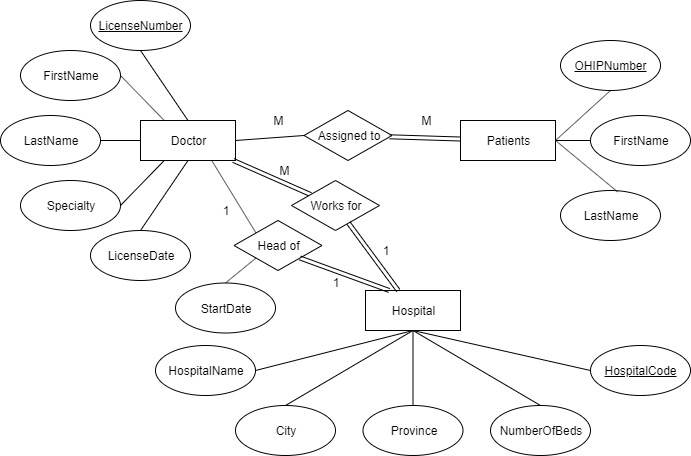 LicenseNumber
FirstName
OHIPNumber
M
M
LastName
Doctor
Assigned to
Patients
FirstName
M
Specialty
Works for
1
LastName
LicenseDate
Head of
1
1
StartDate
Hospital
HospitalName
HospitalCode
City
Province
NumberOfBeds